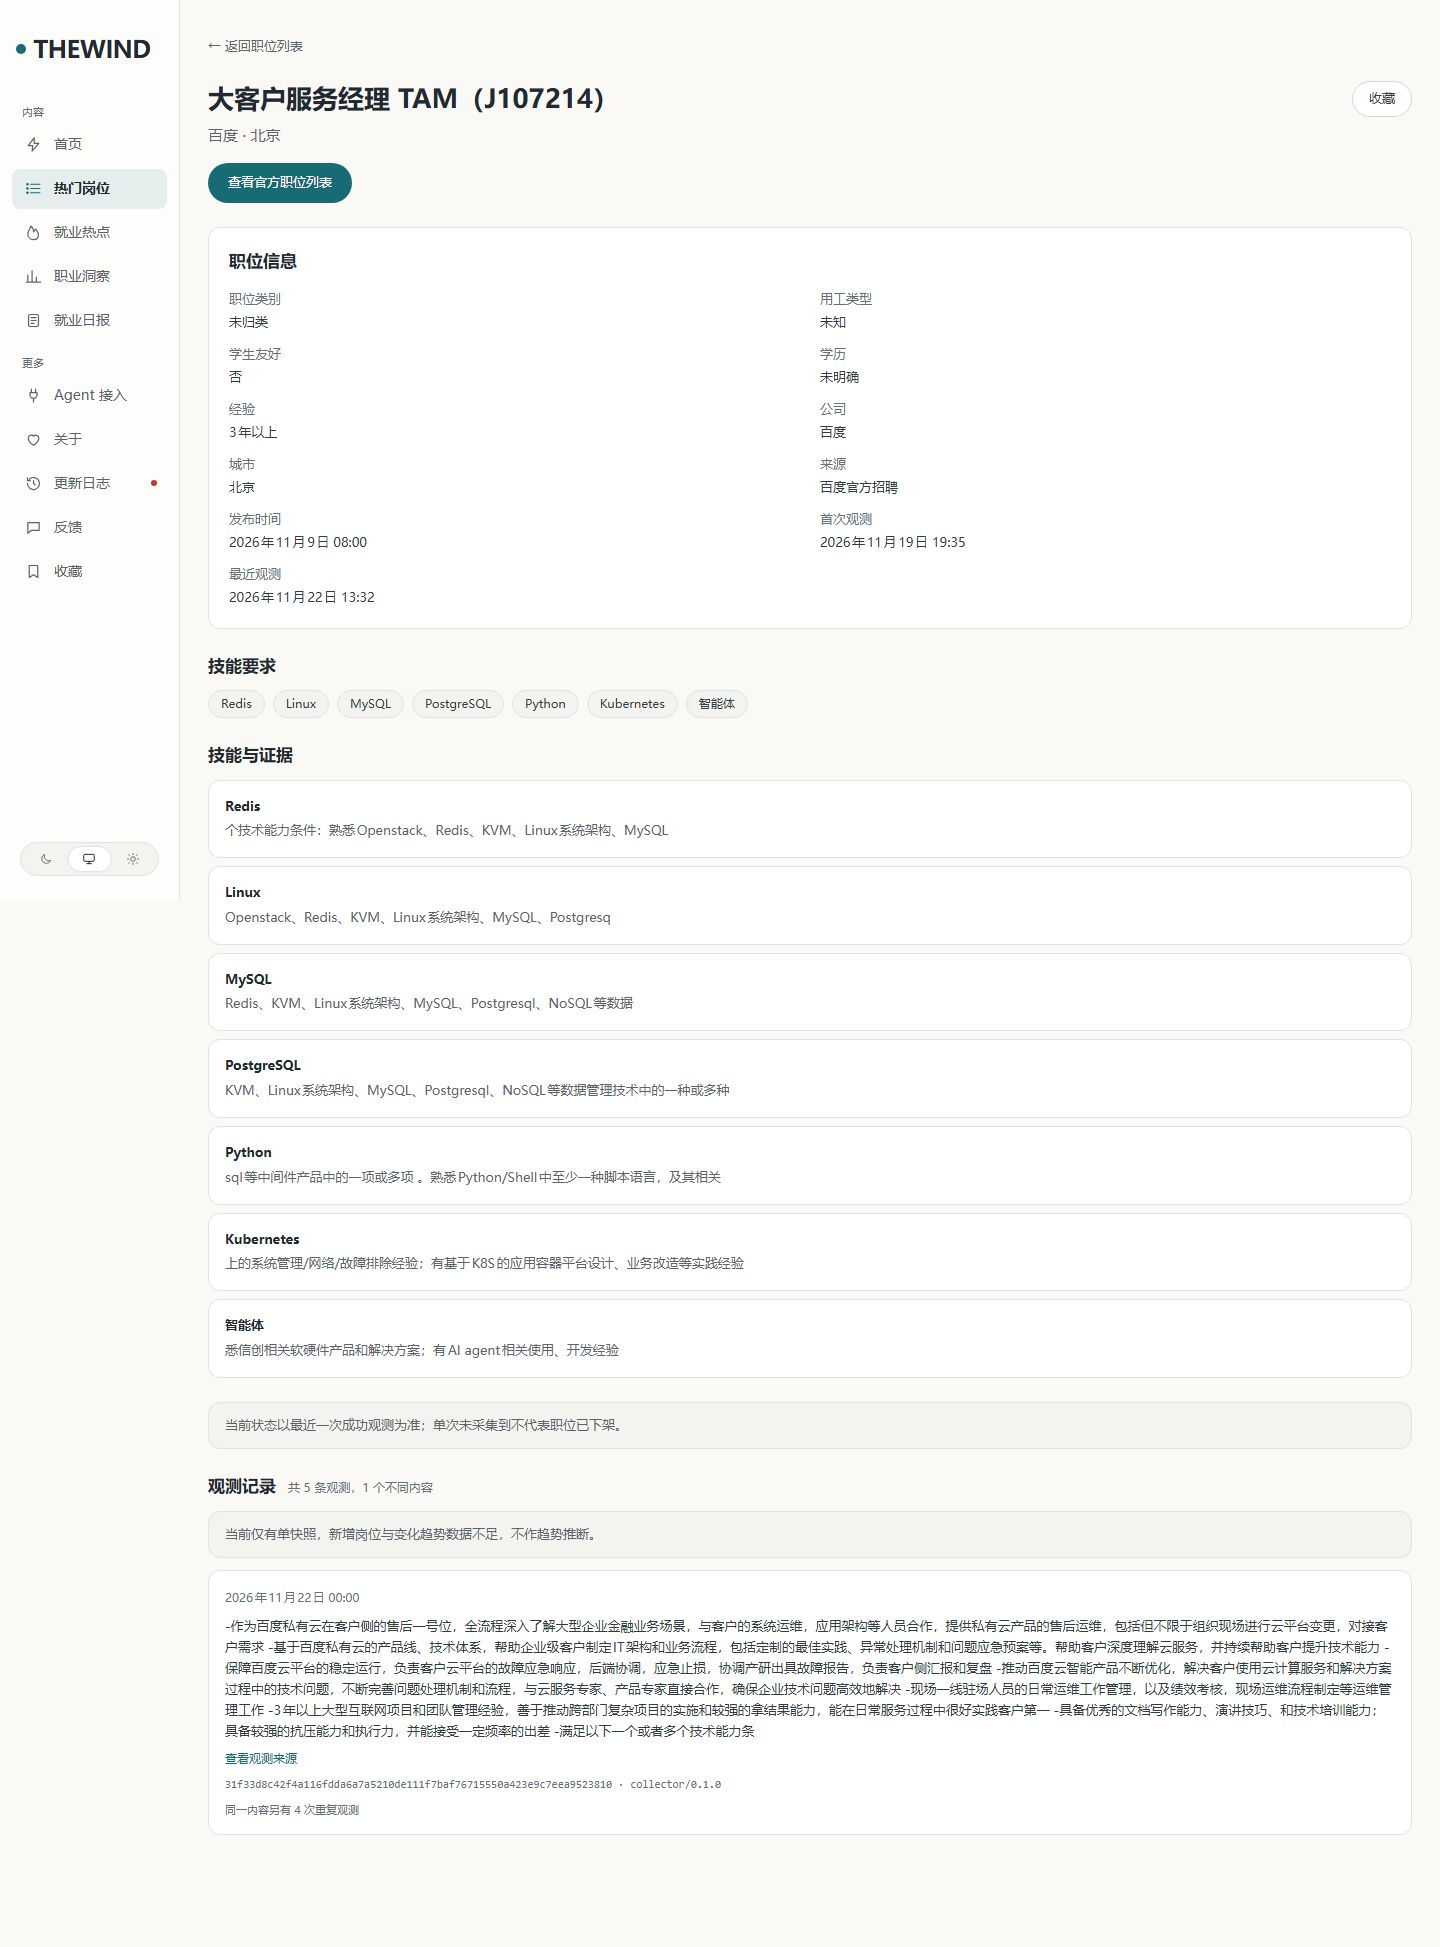 THEWIND
内容
首页
热门岗位
就业热点
职业洞察
就业日报
更多
Agent 接入
关于
更新日志
反馈
收藏
← 返回职位列表
大客户服务经理 TAM（J107214）
收藏
百度 · 北京
查看官方职位列表
职位信息
职位类别
未归类
用工类型
未知
学生友好
否
学历
未明确
经验
3 年以上
公司
百度
城市
北京
来源
百度官方招聘
发布时间
2026年11月9日 08:00
首次观测
2026年11月19日 19:35
最近观测
2026年11月22日 13:32
技能要求
Redis Linux MySQL PostgreSQL Python Kubernetes 智能体
技能与证据
Redis
个技术能力条件：熟悉Openstack、Redis、KVM、Linux系统架构、MySQL
Linux
Openstack、Redis、KVM、Linux系统架构、MySQL、Postgresq
MySQL
Redis、KVM、Linux系统架构、MySQL、Postgresql、NoSQL等数据
PostgreSQL
KVM、Linux系统架构、MySQL、Postgresql、NoSQL等数据管理技术中的一种或多种
Python
sql等中间件产品中的一项或多项 。熟悉Python/Shell中至少一种脚本语言，及其相关
Kubernetes
上的系统管理/网络/故障排除经验；有基于K8S的应用容器平台设计、业务改造等实践经验
智能体
悉信创相关软硬件产品和解决方案；有AI agent相关使用、开发经验
当前状态以最近一次成功观测为准；单次未采集到不代表职位已下架。
观测记录 共 5 条观测，1 个不同内容
当前仅有单快照，新增岗位与变化趋势数据不足，不作趋势推断。
2026年11月22日 00:00
-作为百度私有云在客户侧的售后一号位，全流程深入了解大型企业金融业务场景，与客户的系统运维，应用架构等人员合作，提供私有云产品的售后运维，包括但不限于组织现场进行云平台变更，对接客
户需求 -基于百度私有云的产品线、技术体系，帮助企业级客户制定IT架构和业务流程，包括定制的最佳实践、异常处理机制和问题应急预案等。帮助客户深度理解云服务，并持续帮助客户提升技术能力 -
保障百度云平台的稳定运行，负责客户云平台的故障应急响应，后端协调，应急止损，协调产研出具故障报告，负责客户侧汇报和复盘 -推动百度云智能产品不断优化，解决客户使用云计算服务和解决方案
过程中的技术问题，不断完善问题处理机制和流程，与云服务专家、产品专家直接合作，确保企业技术问题高效地解决 -现场一线驻场人员的日常运维工作管理，以及绩效考核，现场运维流程制定等运维管
理工作 -3年以上大型互联网项目和团队管理经验，善于推动跨部门复杂项目的实施和较强的拿结果能力，能在日常服务过程中很好实践客户第一 -具备优秀的文档写作能力、演讲技巧、和技术培训能力；
具备较强的抗压能力和执行力，并能接受一定频率的出差 -满足以下一个或者多个技术能力条
查看观测来源
31f33d8c42f4a116fdda6a7a5210de111f7baf76715550a423e9c7eea9523810 · collector/0.1.0
同一内容另有 4 次重复观测